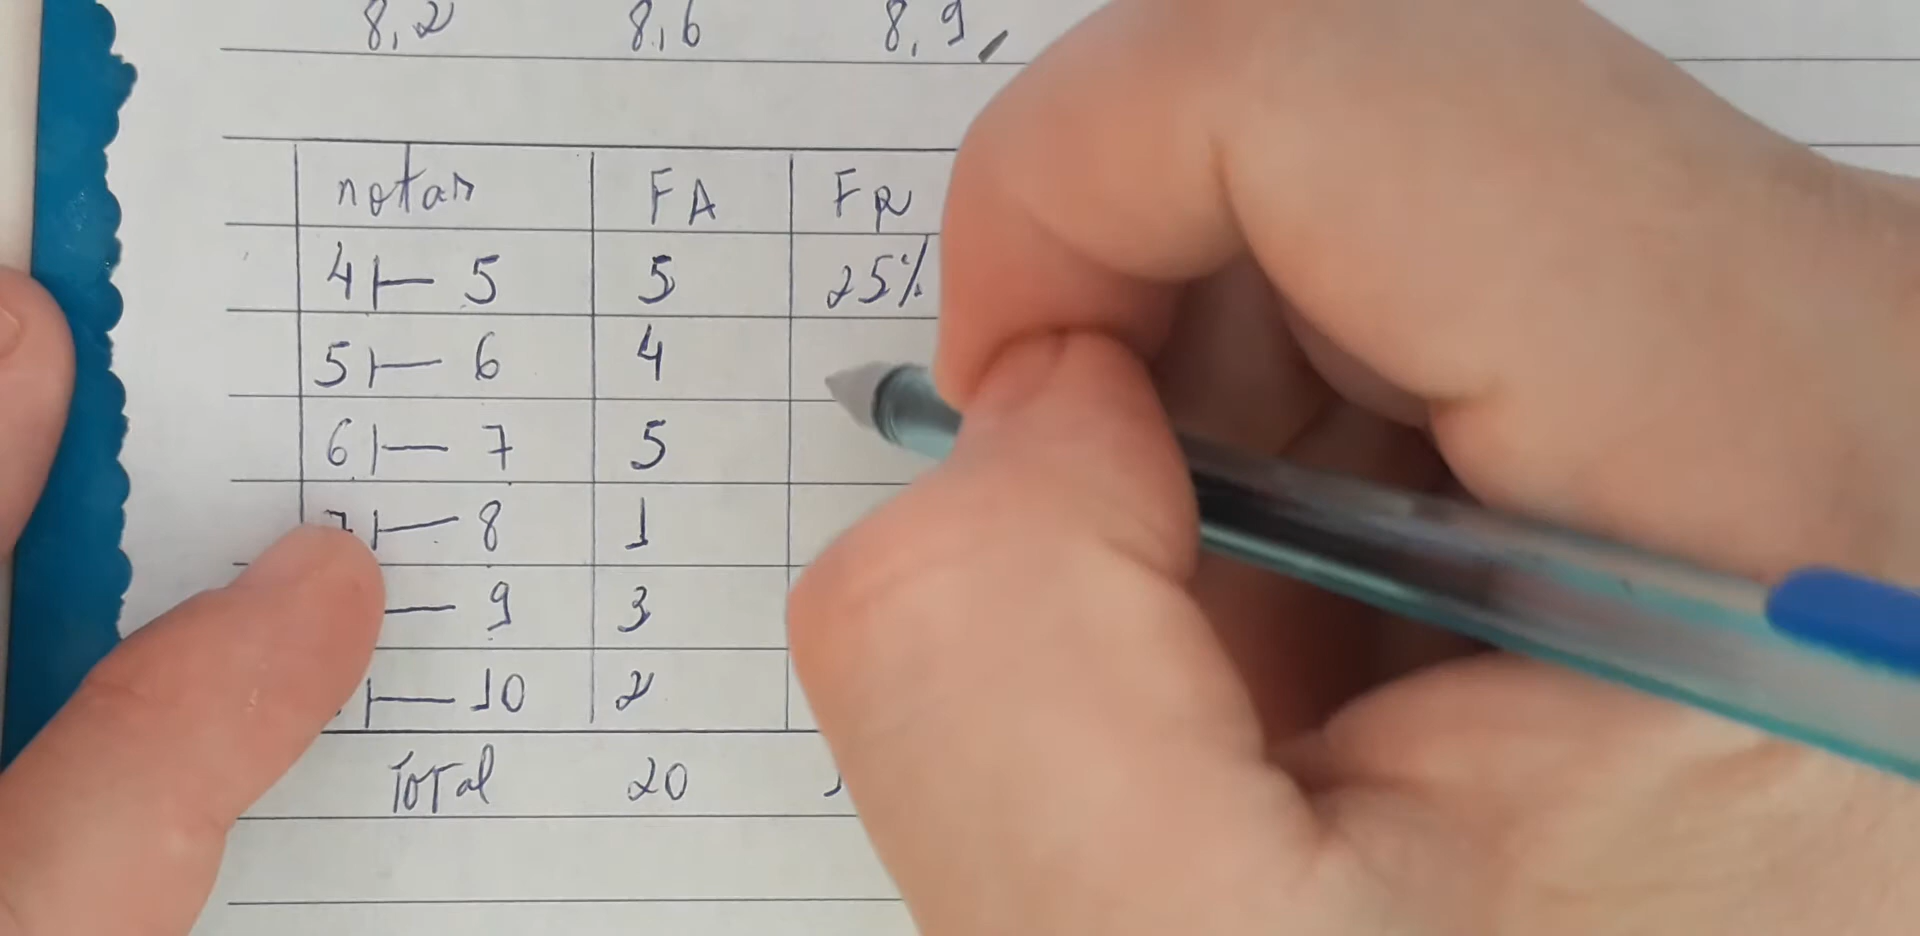 8,2 8,6 8,9,
notas FA FR
4 ⊢ 5 5 25%
5 ⊢ 6 4
6 ⊢ 7 5
7 ⊢ 8 1
— 9 3
⊢ 10 2
Total 20